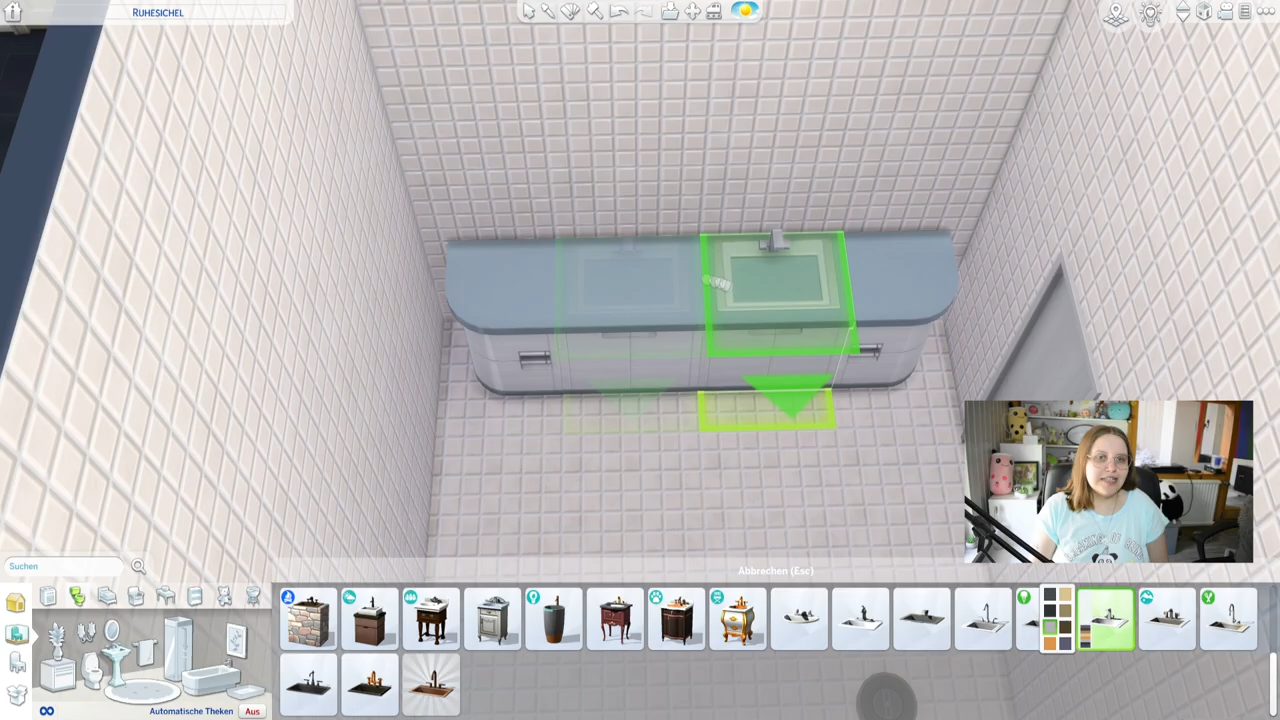 RUHESICHEL
Abbrechen (Esc)
Suchen
Automatische Theken
Aus